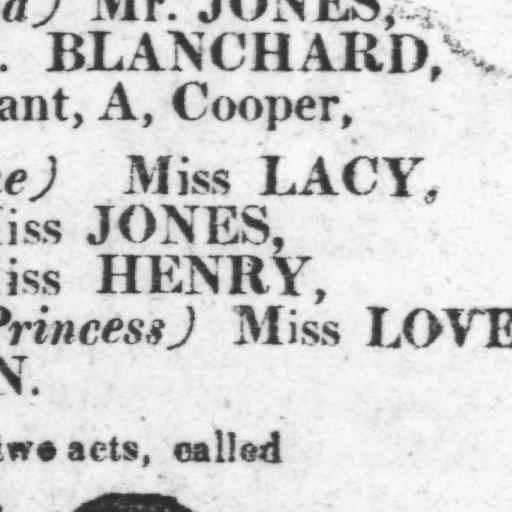 Mr. JONES,
. BLANCHARD,
ant, A, Cooper,
e) Miss LACY,
iss JONES,
iss HENRY,
Princess) Miss LOVE
N.
two acts, called